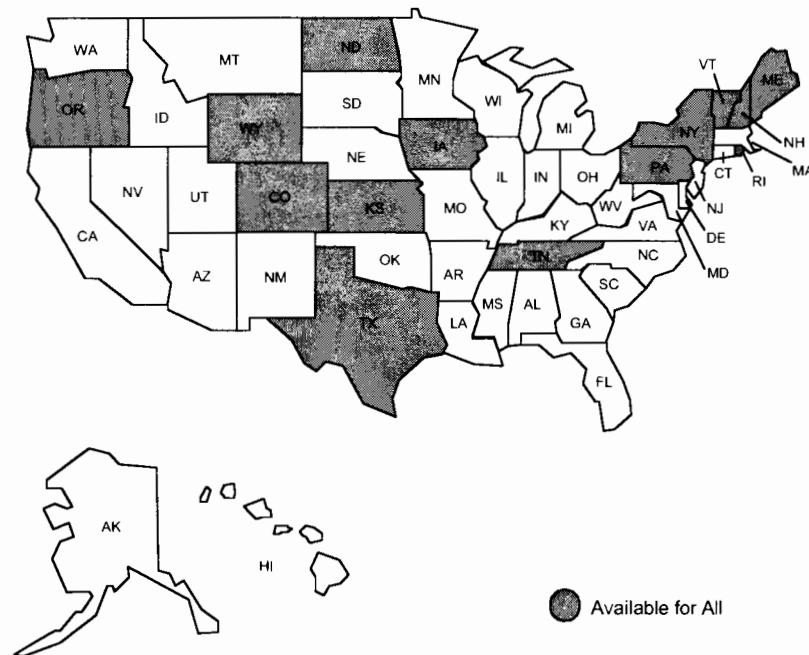 WA
MT
ND
MN
VT
ME
OR
ID
SD
WI
MI
NY
NH
WY
IA
MA
NE
PA
CT
RI
NV
UT
CO
KS
IL
IN
OH
NJ
CA
MO
WV
VA
DE
KY
AZ
NM
OK
AR
TN
NC
MD
SC
TX
LA
MS
AL
GA
FL
AK
HI
Available for All